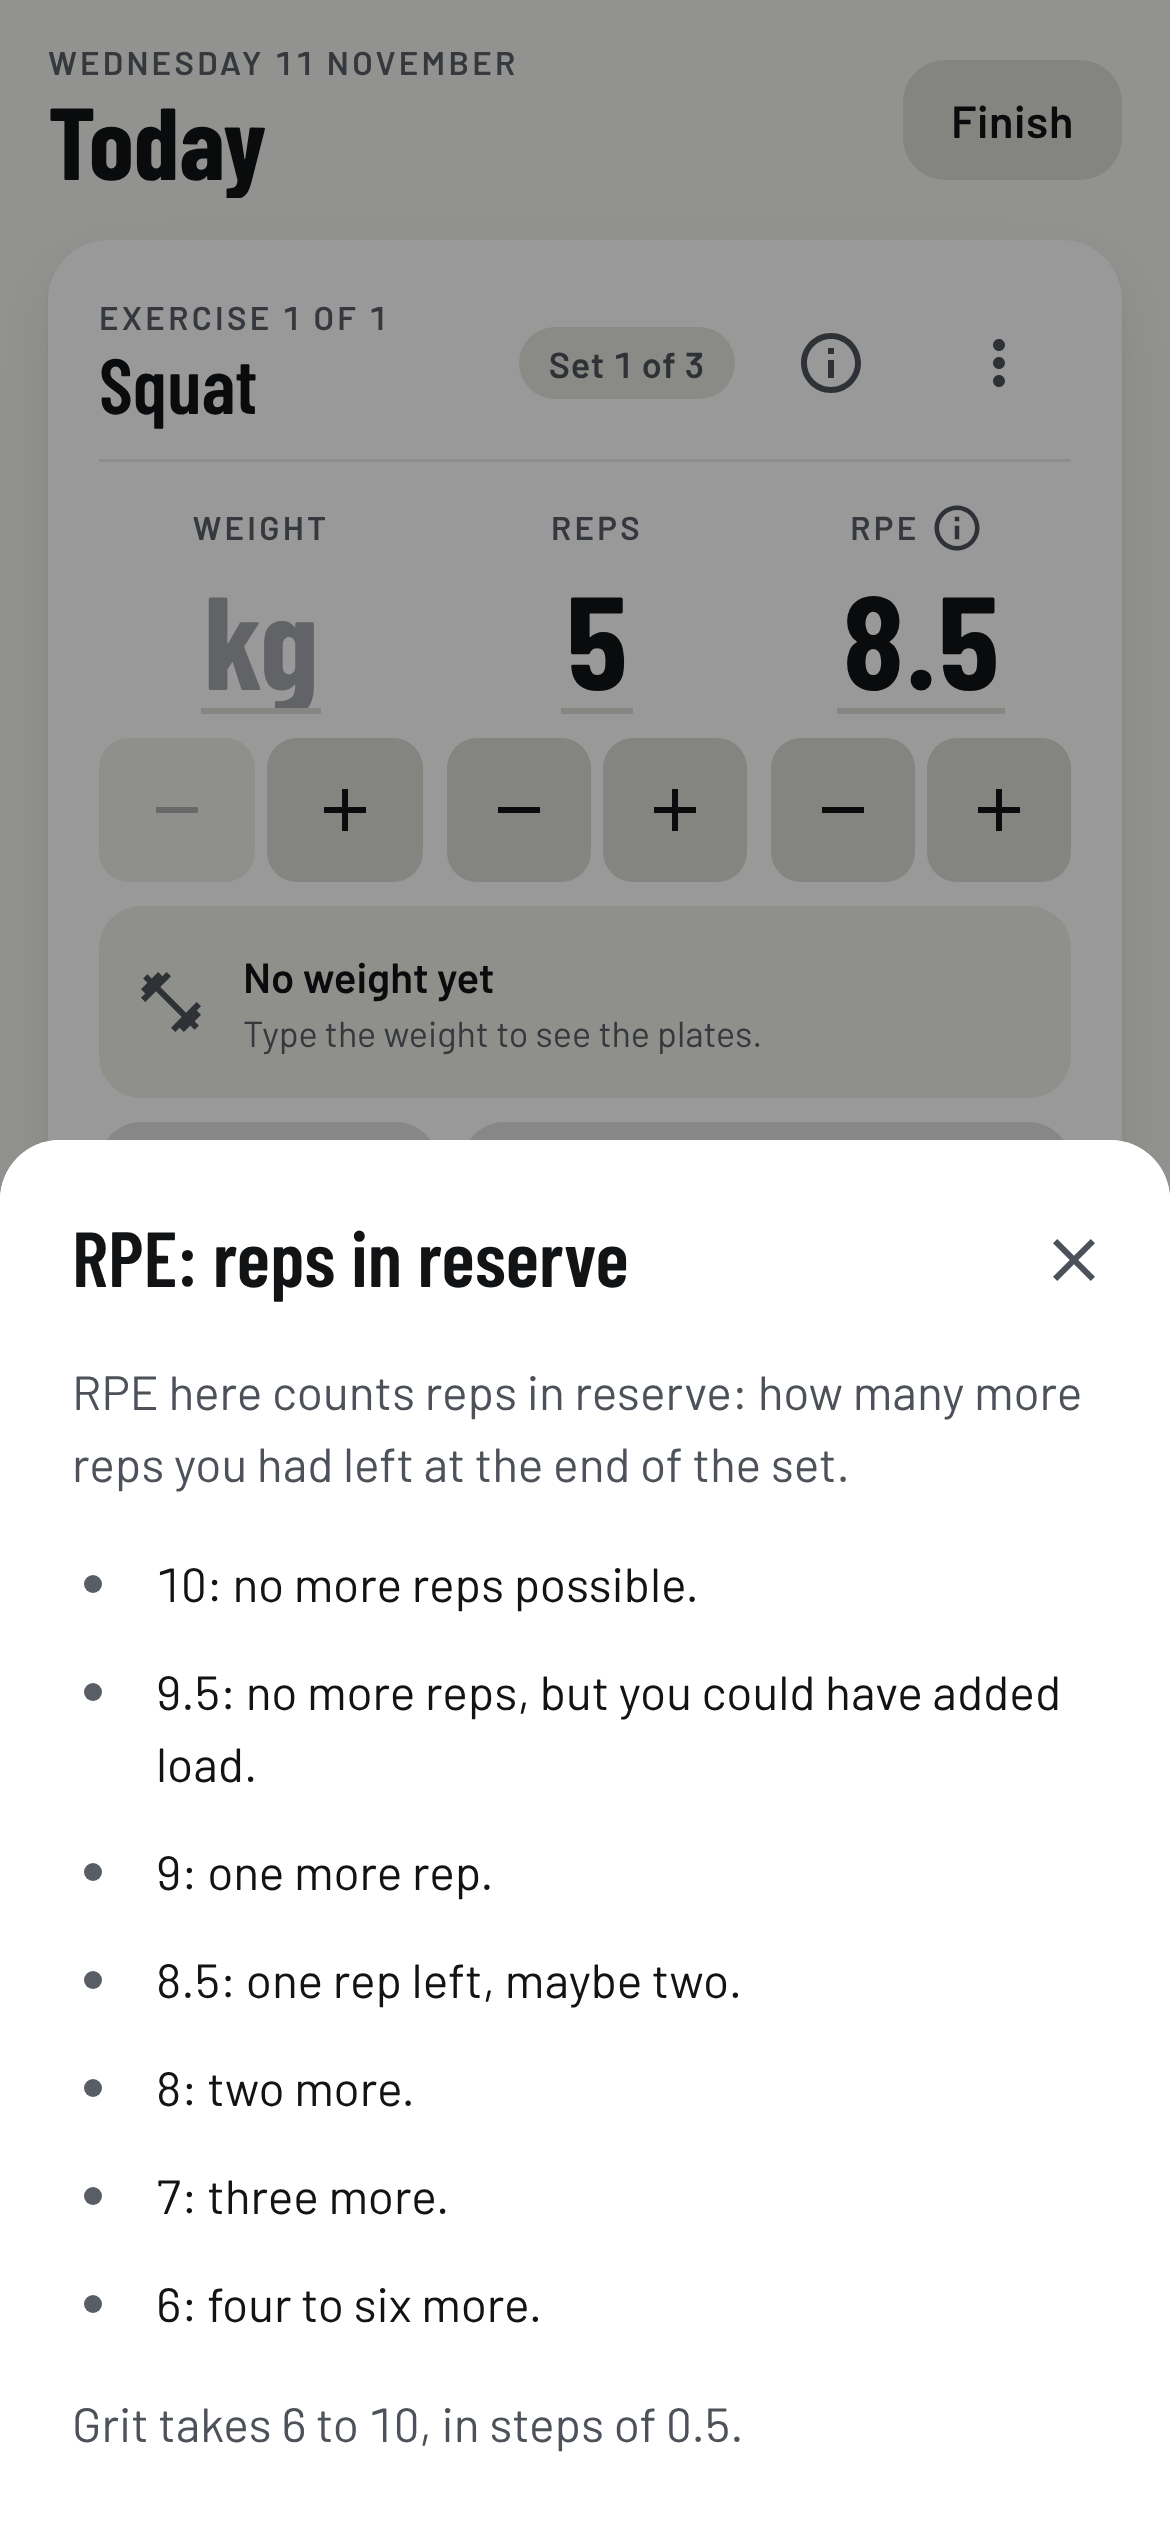 WEDNESDAY 11 NOVEMBER
Today
Finish
EXERCISE 1 OF 1
Squat
Set 1 of 3
WEIGHT
REPS
RPE
kg
5
8.5
No weight yet
Type the weight to see the plates.
RPE: reps in reserve
RPE here counts reps in reserve: how many more
reps you had left at the end of the set.
10: no more reps possible.
9.5: no more reps, but you could have added
load.
9: one more rep.
8.5: one rep left, maybe two.
8: two more.
7: three more.
6: four to six more.
Grit takes 6 to 10, in steps of 0.5.